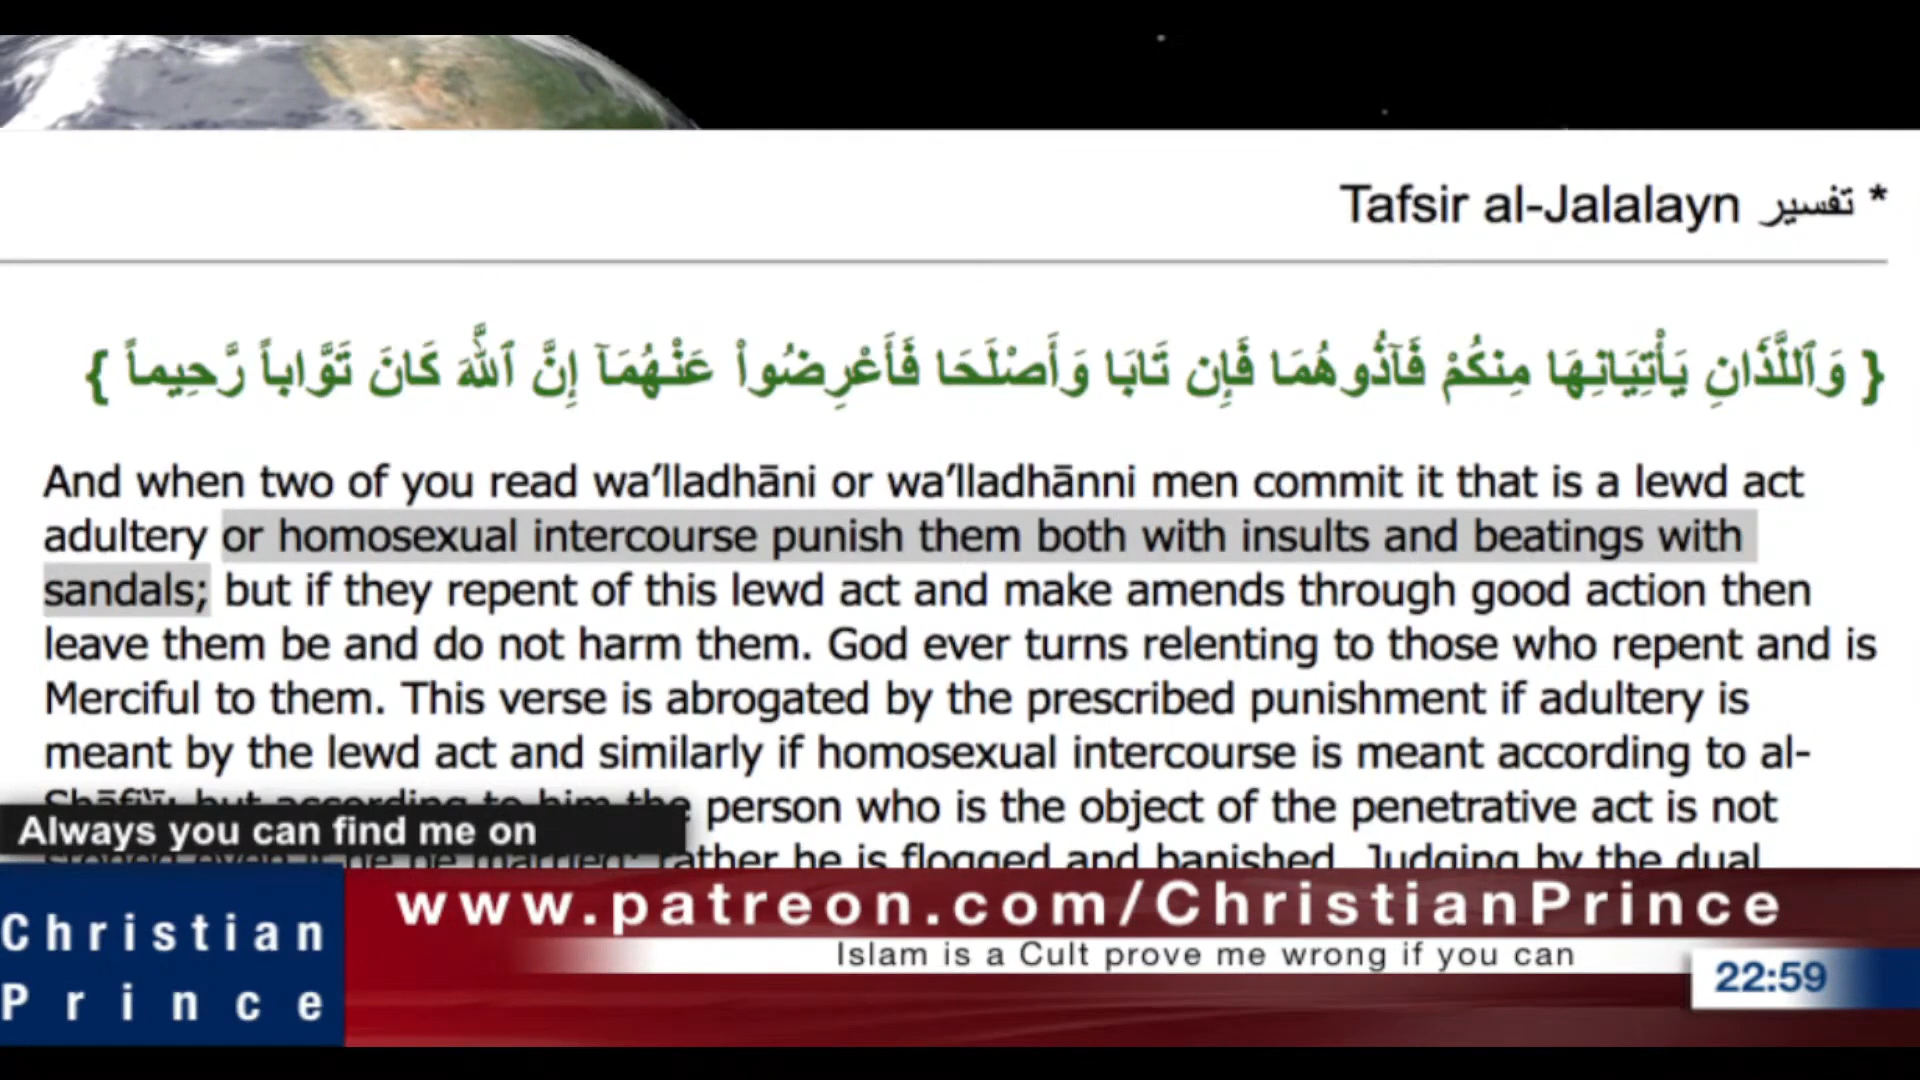 Tafsir al-Jalalayn تفسير *
{ وَٱللَّذَانِ يَأْتِيَانِهَا مِنكُمْ فَآذُوهُمَا فَإِن تَابَا وَأَصْلَحَا فَأَعْرِضُواْ عَنْهُمَآ إِنَّ ٱللَّهَ كَانَ تَوَّاباً رَّحِيماً }
And when two of you read wa’lladhāni or wa’lladhānni men commit it that is a lewd act
adultery or homosexual intercourse punish them both with insults and beatings with
sandals; but if they repent of this lewd act and make amends through good action then
leave them be and do not harm them. God ever turns relenting to those who repent and is
Merciful to them. This verse is abrogated by the prescribed punishment if adultery is
meant by the lewd act and similarly if homosexual intercourse is meant according to al-
Shāfi‘ī; but according to him the person who is the object of the penetrative act is not
rather he is flogged and banished. Judging by the dual
Always you can find me on
Christian
Prince
www.patreon.com/ChristianPrince
Islam is a Cult prove me wrong if you can
22:59